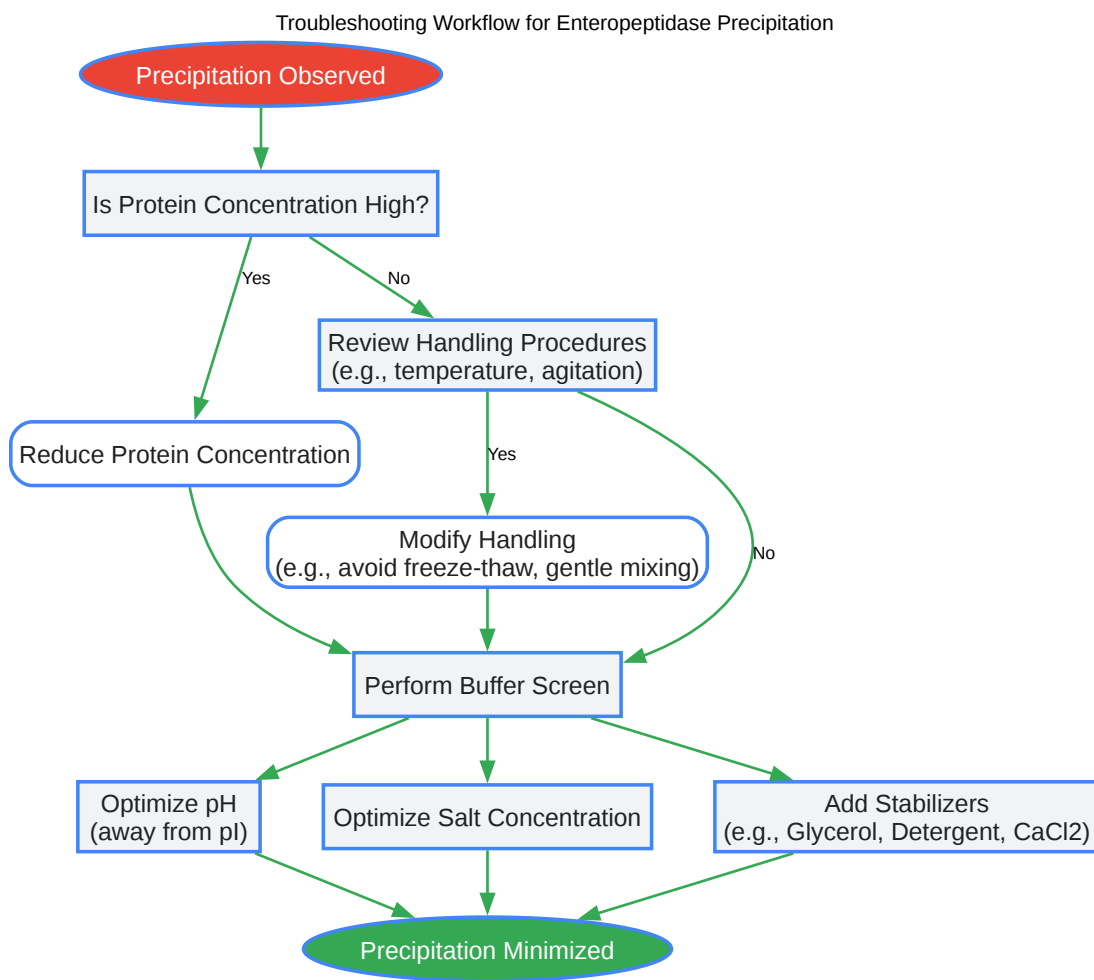 Troubleshooting Workflow for Enteropeptidase Precipitation
Precipitation Observed
Is Protein Concentration High?
Yes
No
Review Handling Procedures
(e.g., temperature, agitation)
Reduce Protein Concentration
Yes
Modify Handling
(e.g., avoid freeze-thaw, gentle mixing)
No
Perform Buffer Screen
Optimize pH
(away from pI)
Optimize Salt Concentration
Add Stabilizers
(e.g., Glycerol, Detergent, CaCl2)
Precipitation Minimized